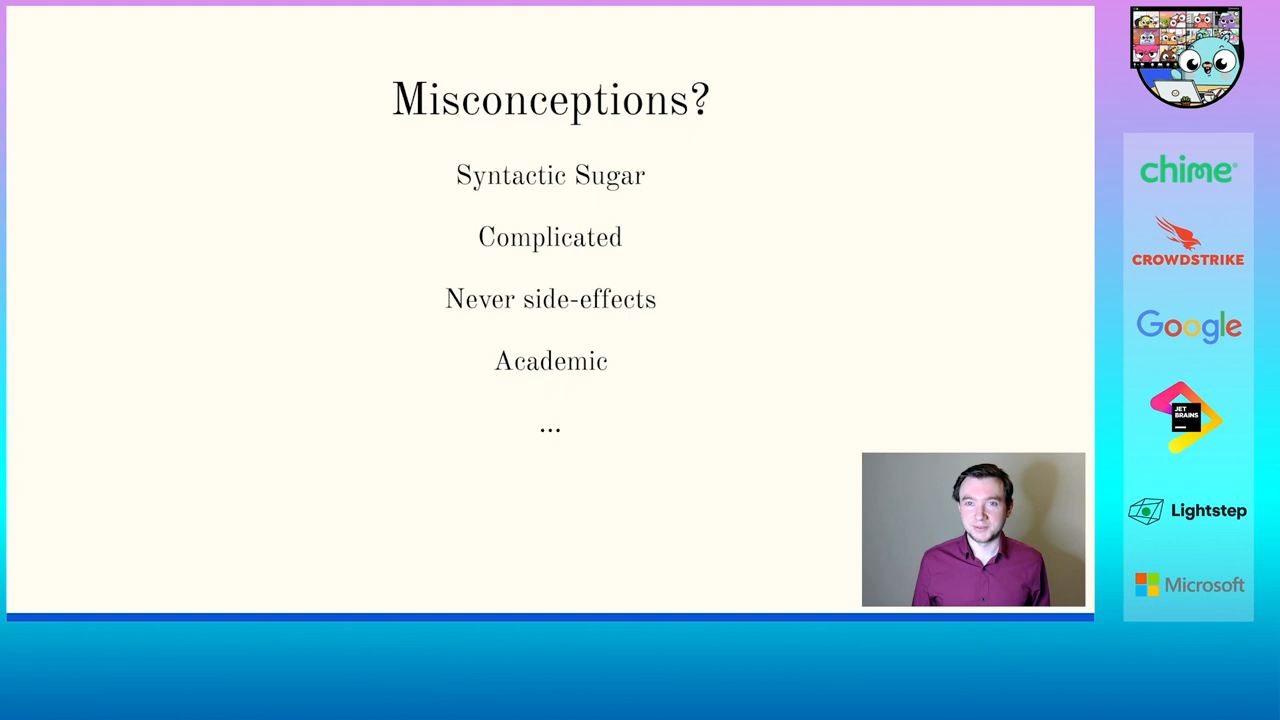 Misconceptions?
Syntactic Sugar
Complicated
Never side-effects
Academic
...
chime®
CROWDSTRIKE
Google
JET
BRAINS
Lightstep
Microsoft